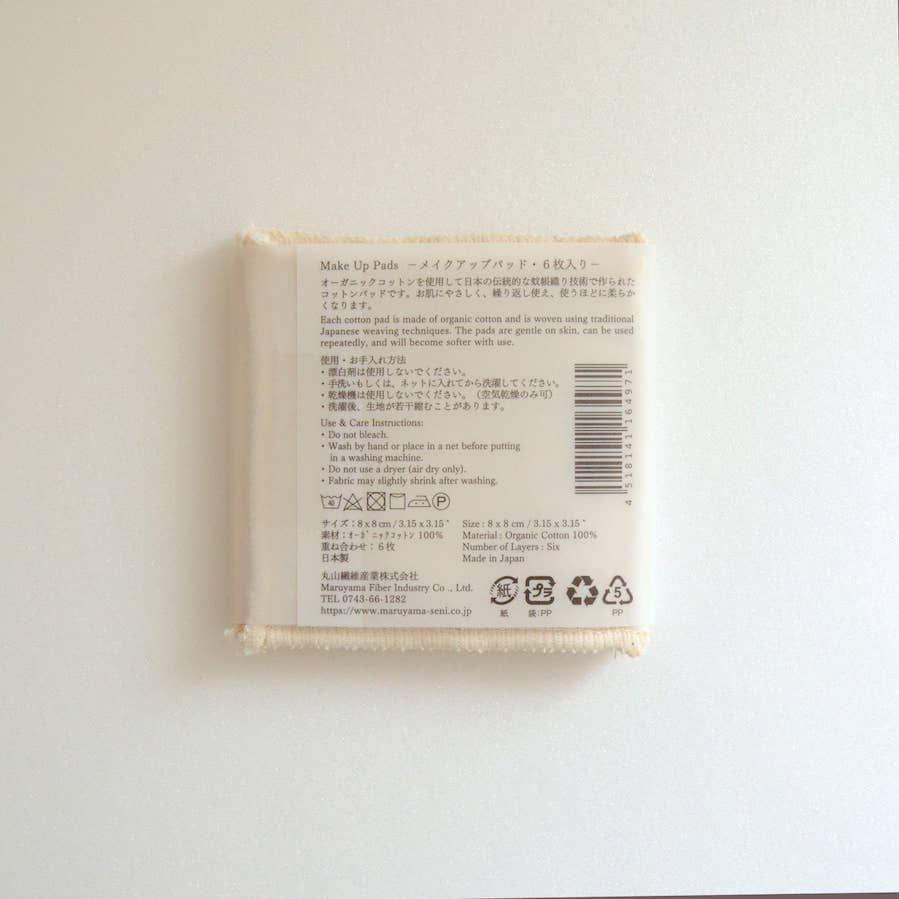 Make Up Pads －メイクアップパッド・６枚入り－
オーガニックコットンを使用して日本の伝統的な蚊帳織り技術で作られた
コットンパッドです。お肌にやさしく、繰り返し使え、使うほどに柔らか
くなります。
Each cotton pad is made of organic cotton and is woven using traditional
Japanese weaving techniques. The pads are gentle on skin, can be used
repeatedly, and will become softer with use.
使用・お手入れ方法
・漂白剤は使用しないでください。
・手洗いもしくは、ネットに入れてから洗濯してください。
・乾燥機は使用しないでください。（空気乾燥のみ可）
・洗濯後、生地が若干縮むことがあります。
Use & Care Instructions:
・Do not bleach.
・Wash by hand or place in a net before putting
in a washing machine.
・Do not use a dryer (air dry only).
・Fabric may slightly shrink after washing.
40 P
4518141164971
サイズ：8 x 8 cm / 3.15 x 3.15 "
素材：ｵｰｶﾞﾆｯｸコットン 100%
重ね合わせ：６枚
日本製
Size : 8 x 8 cm / 3.15 x 3.15 "
Material : Organic Cotton 100%
Number of Layers : Six
Made in Japan
丸山繊維産業株式会社
Maruyama Fiber Industry Co ., Ltd.
TEL 0743-66-1282
https://www.maruyama-seni.co.jp
紙 プラ 5
紙 袋:PP PP